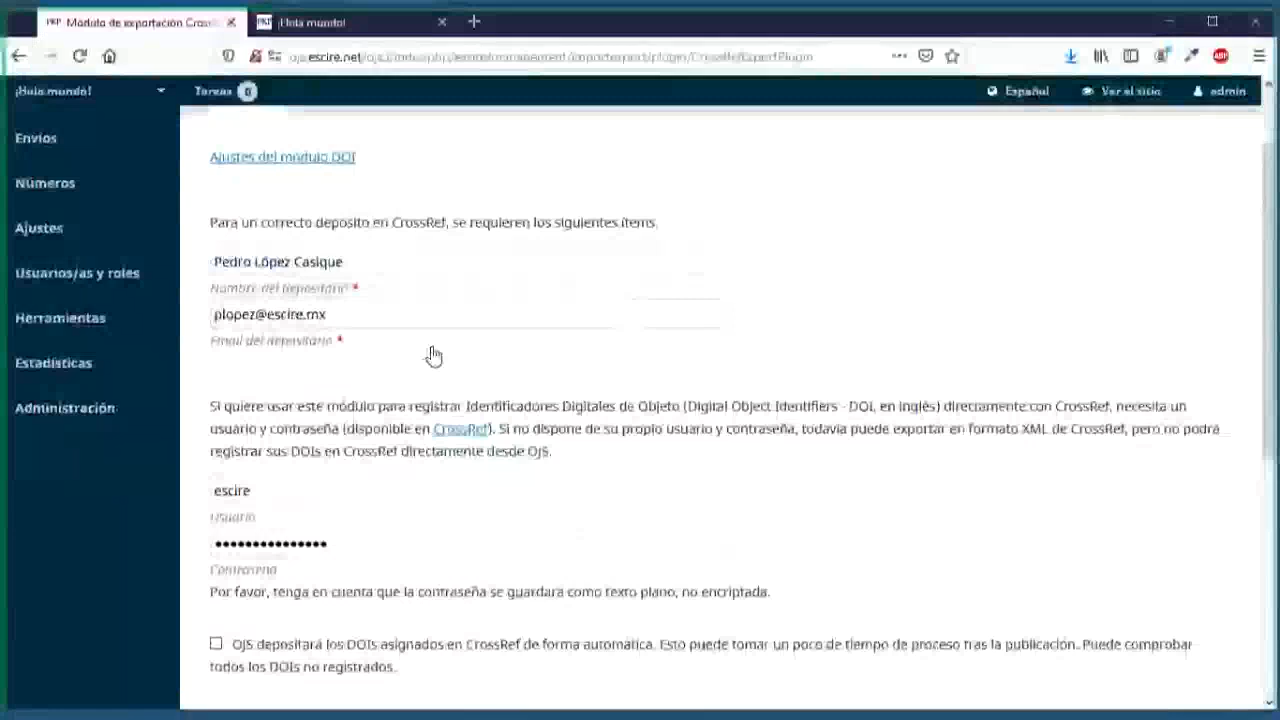 Módulo de exportación CrossR
¡Hola mundo!
¡Hola mundo!
Tareas 0
Español
Ver el sitio
admin
Envíos
Números
Ajustes
Usuarios/as y roles
Herramientas
Estadísticas
Administración
Ajustes del módulo DOI
Para un correcto depósito en CrossRef, se requieren los siguientes ítems.
Pedro López Casique
Nombre del depositario *
plopez@escire.mx
Email del depositario *
Si quiere usar este módulo para registrar Identificadores Digitales de Objeto (Digital Object Identifiers - DOI, en inglés) directamente con CrossRef, necesita un
usuario y contraseña (disponible en CrossRef). Si no dispone de su propio usuario y contraseña, todavía puede exportar en formato XML de CrossRef, pero no podrá
registrar sus DOIs en CrossRef directamente desde OJS.
escire
Usuario
Contraseña
Por favor, tenga en cuenta que la contraseña se guardará como texto plano, no encriptada.
OJS depositará los DOIs asignados en CrossRef de forma automática. Esto puede tomar un poco de tiempo de proceso tras la publicación. Puede comprobar
todos los DOIs no registrados.